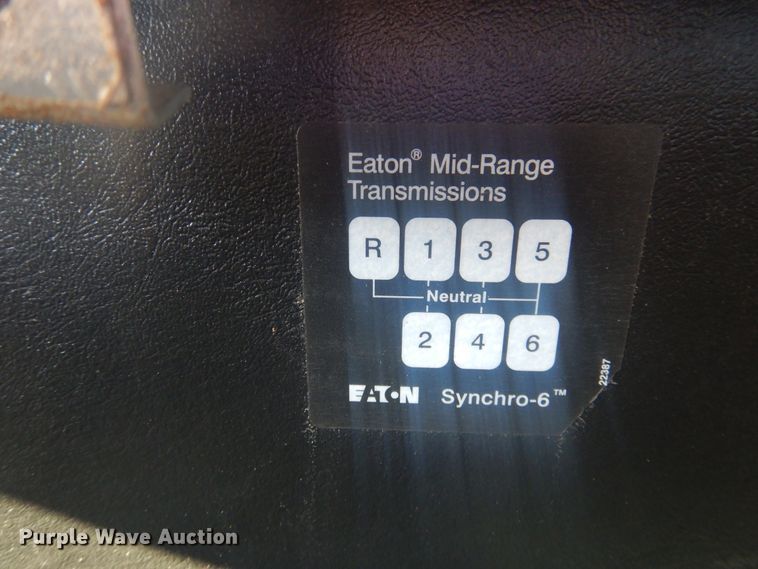 Eaton® Mid-Range
Transmissions
R 1 3 5
Neutral
2 4 6
22387
EATON Synchro-6™
Purple Wave Auction